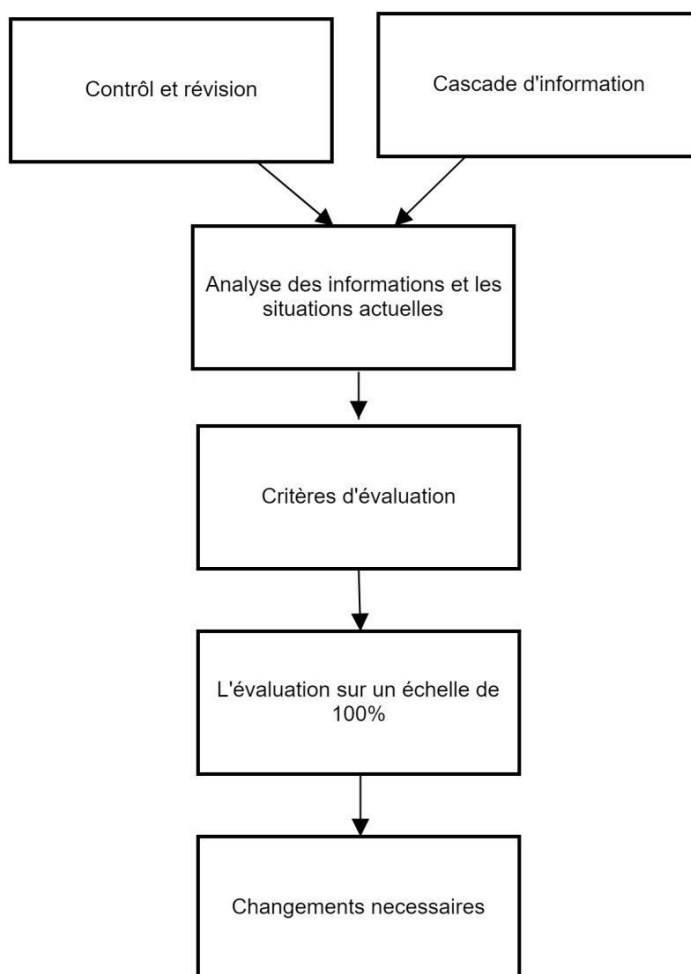 Contrôl et révision
Cascade d'information
Analyse des informations et les
situations actuelles
Critères d'évaluation
L'évaluation sur un échelle de
100%
Changements necessaires